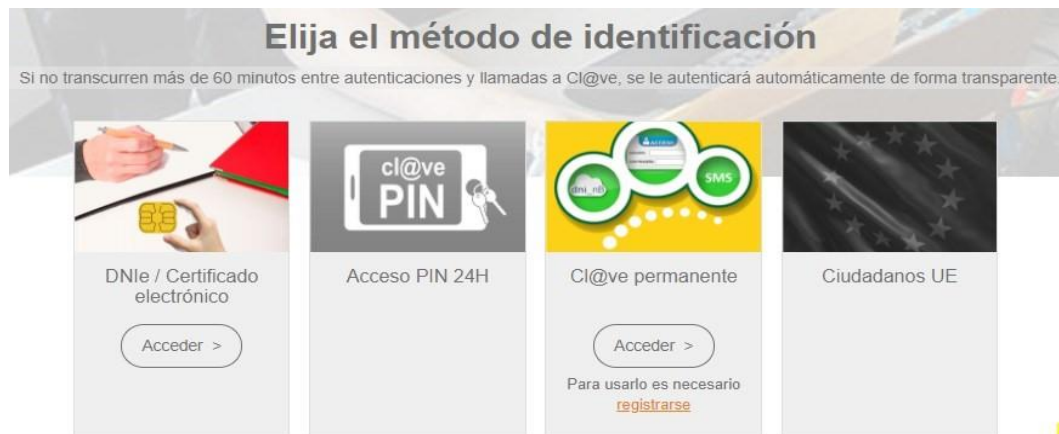 Elija el método de identificación
Si no transcurren más de 60 minutos entre autenticaciones y llamadas a Cl@ve, se le autenticará automáticamente de forma transparente.
cl@ve
PIN
ACCESO
dni_nB
SMS
DNIe / Certificado
electrónico
Acceder >
Acceso PIN 24H
Cl@ve permanente
Acceder >
Para usarlo es necesario
registrarse
Ciudadanos UE